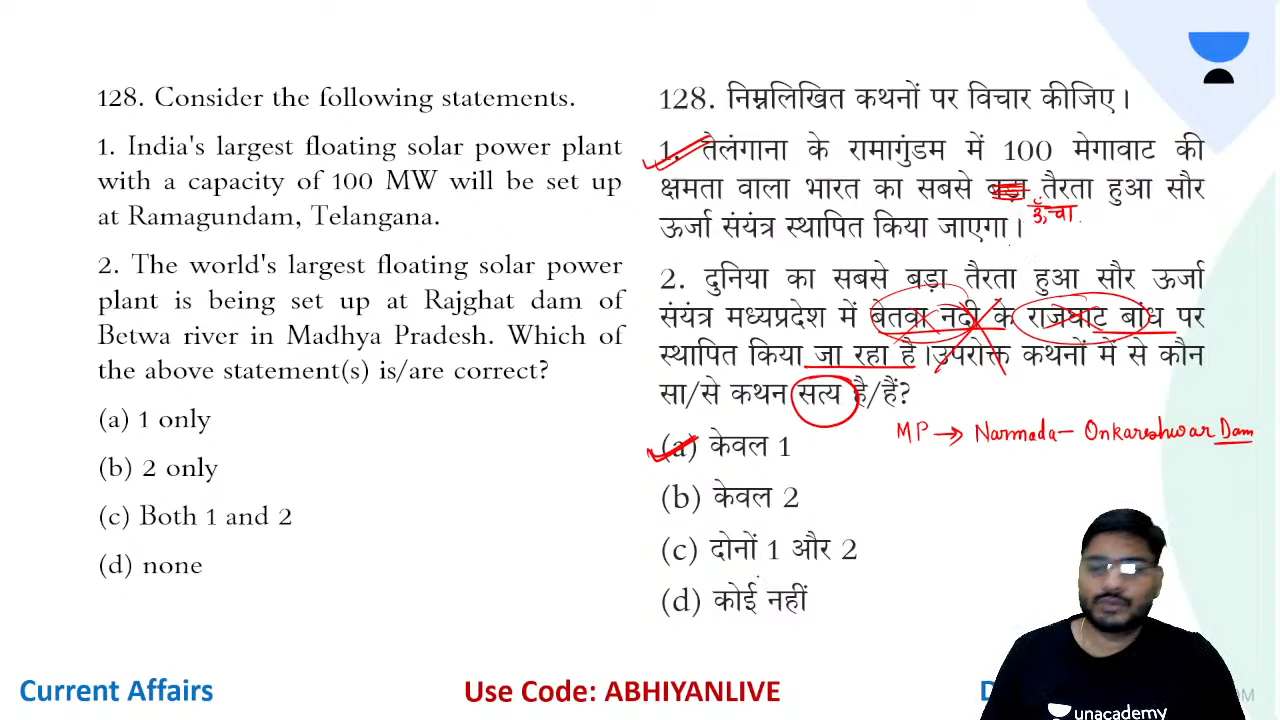 128. Consider the following statements.
1. India's largest floating solar power plant
with a capacity of 100 MW will be set up
at Ramagundam, Telangana.
2. The world's largest floating solar power
plant is being set up at Rajghat dam of
Betwa river in Madhya Pradesh. Which of
the above statement(s) is/are correct?
(a) 1 only
(b) 2 only
(c) Both 1 and 2
(d) none
128. निम्नलिखित कथनों पर विचार कीजिए।
1. तेलंगाना के रामागुंडम में 100 मेगावाट की
क्षमता वाला भारत का सबसे बड़ा तैरता हुआ सौर
ऊंचा
ऊर्जा संयंत्र स्थापित किया जाएगा।
2. दुनिया का सबसे बड़ा तैरता हुआ सौर ऊर्जा
संयंत्र मध्यप्रदेश में बेतवा नदी के राजघाट बांध पर
स्थापित किया जा रहा है।उपरोक्त कथनों में से कौन
सा/से कथन सत्य है/हैं?
MP → Narmada - Onkareshwar Dam
(a) केवल 1
(b) केवल 2
(c) दोनों 1 और 2
(d) कोई नहीं
Current Affairs
Use Code: ABHIYANLIVE
unacademy